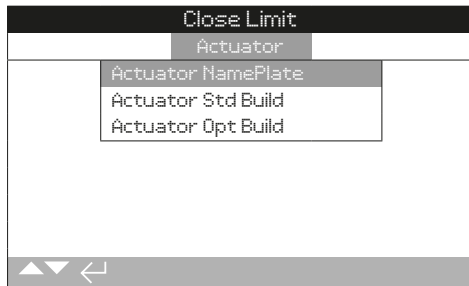 Close Limit
Actuator
Actuator NamePlate
Actuator Std Build
Actuator Opt Build